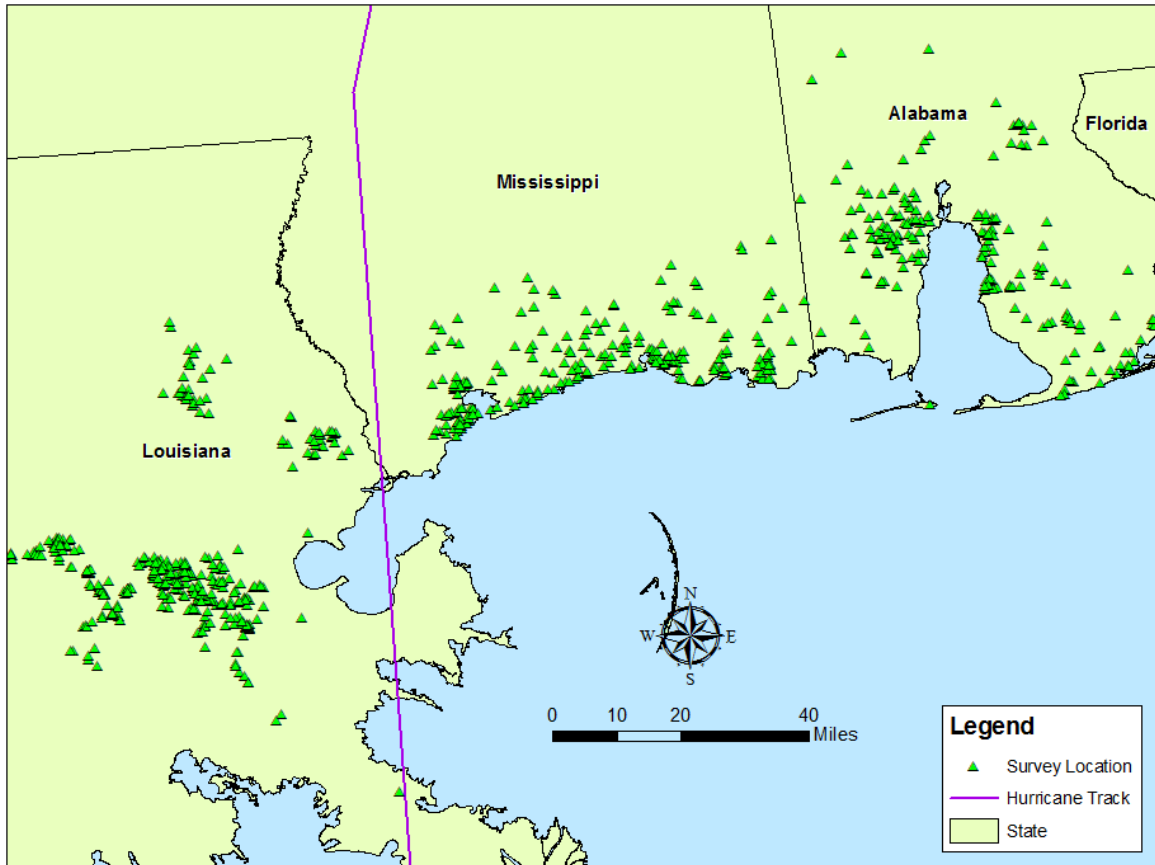 Alabama
Florida
Mississippi
Louisiana
N
W E
S
0 10 20 40
Miles
Legend
Survey Location
Hurricane Track
State